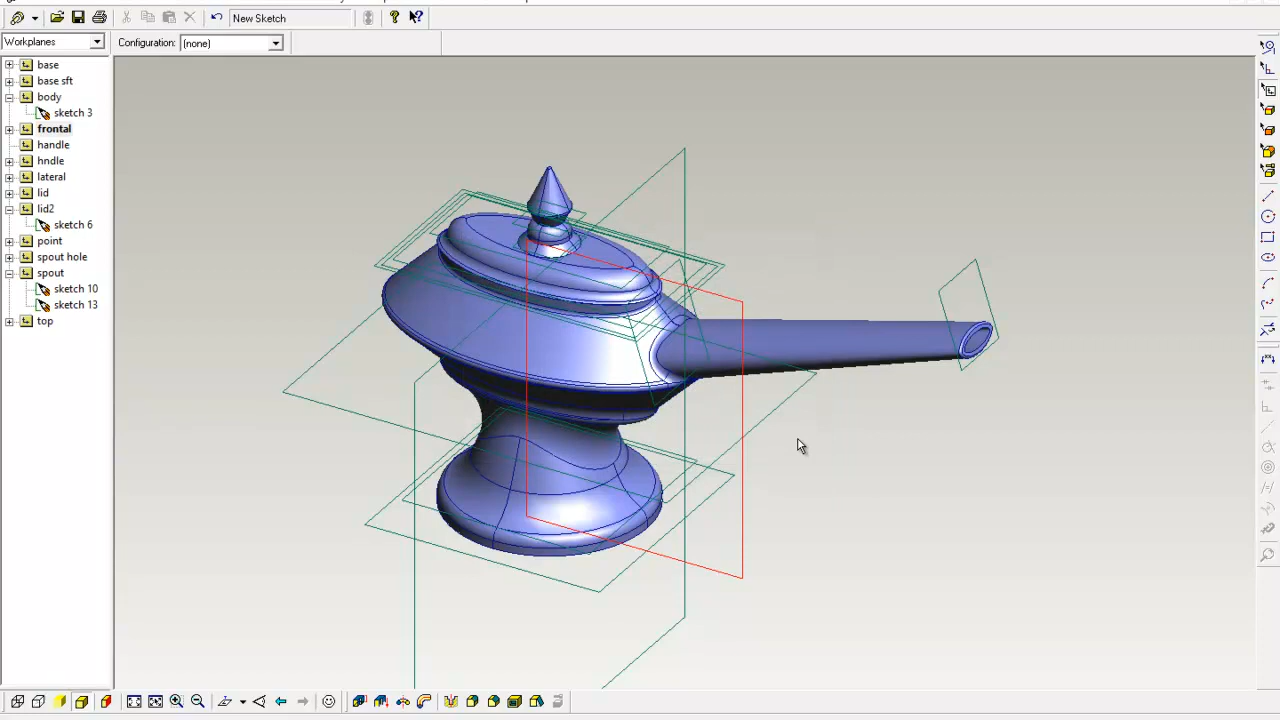 New Sketch
Workplanes
Configuration: (none)
base
base sft
body
sketch 3
frontal
handle
hndle
lateral
lid
lid2
sketch 6
point
spout hole
spout
sketch 10
sketch 13
top